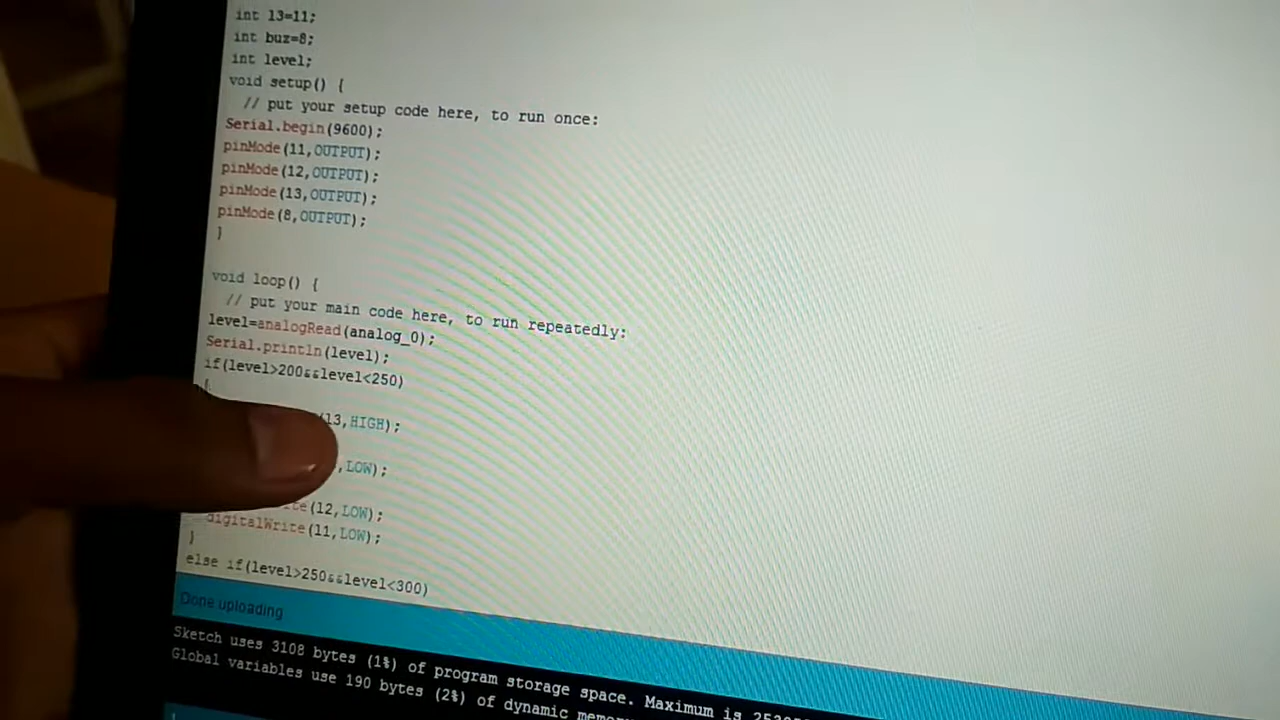 int l3=11;
int buz=8;
int level;
void setup() {
// put your setup code here, to run once:
Serial.begin(9600);
pinMode(11,OUTPUT);
pinMode(12,OUTPUT);
pinMode(13,OUTPUT);
pinMode(8,OUTPUT);
}
void loop() {
// put your main code here, to run repeatedly:
level=analogRead(analog_0);
Serial.println(level);
if(level>200&&level<250)
{
(l3,HIGH);
,LOW);
(l2,LOW);
digitalWrite(l1,LOW);
}
else if(level>250&&level<300)
Done uploading
Sketch uses 3108 bytes (1%) of program storage space. Maximum is
Global variables use 190 bytes (2%) of dynamic